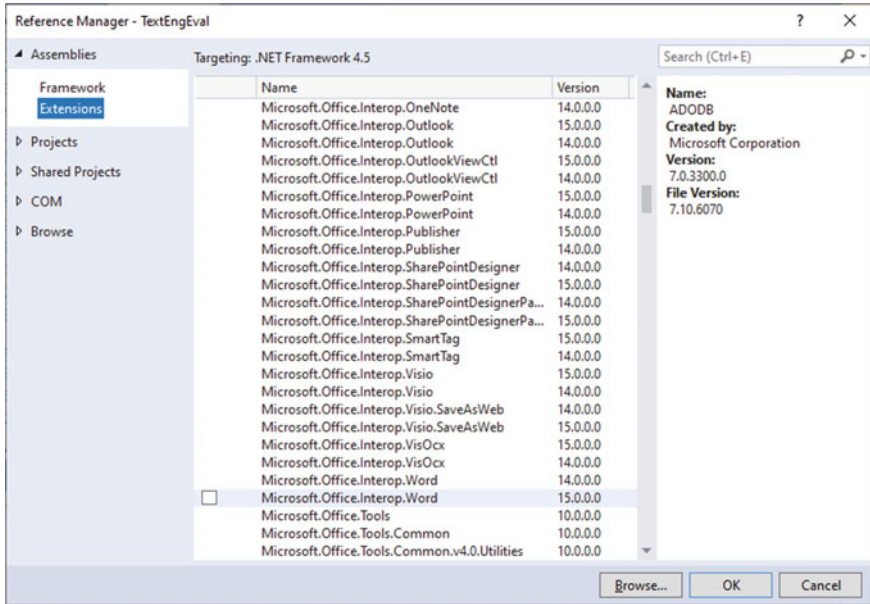 Reference Manager - TextEngEval
Assemblies
Framework
Extensions
Projects
Shared Projects
COM
Browse
Targeting: .NET Framework 4.5
Name Version
Microsoft.Office.Interop.OneNote 14.0.0.0
Microsoft.Office.Interop.Outlook 15.0.0.0
Microsoft.Office.Interop.Outlook 14.0.0.0
Microsoft.Office.Interop.OutlookViewCtl 15.0.0.0
Microsoft.Office.Interop.OutlookViewCtl 14.0.0.0
Microsoft.Office.Interop.PowerPoint 15.0.0.0
Microsoft.Office.Interop.PowerPoint 14.0.0.0
Microsoft.Office.Interop.Publisher 15.0.0.0
Microsoft.Office.Interop.Publisher 14.0.0.0
Microsoft.Office.Interop.SharePointDesigner 14.0.0.0
Microsoft.Office.Interop.SharePointDesigner 15.0.0.0
Microsoft.Office.Interop.SharePointDesignerPa... 14.0.0.0
Microsoft.Office.Interop.SharePointDesignerPa... 15.0.0.0
Microsoft.Office.Interop.SmartTag 15.0.0.0
Microsoft.Office.Interop.SmartTag 14.0.0.0
Microsoft.Office.Interop.Visio 15.0.0.0
Microsoft.Office.Interop.Visio 14.0.0.0
Microsoft.Office.Interop.Visio.SaveAsWeb 14.0.0.0
Microsoft.Office.Interop.Visio.SaveAsWeb 15.0.0.0
Microsoft.Office.Interop.VisOcx 15.0.0.0
Microsoft.Office.Interop.VisOcx 14.0.0.0
Microsoft.Office.Interop.Word 14.0.0.0
Microsoft.Office.Interop.Word 15.0.0.0
Microsoft.Office.Tools 10.0.0.0
Microsoft.Office.Tools.Common 10.0.0.0
Microsoft.Office.Tools.Common.v4.0.Utilities 10.0.0.0
Search (Ctrl+E)
Name:
ADODB
Created by:
Microsoft Corporation
Version:
7.0.3300.0
File Version:
7.10.6070
Browse... OK Cancel